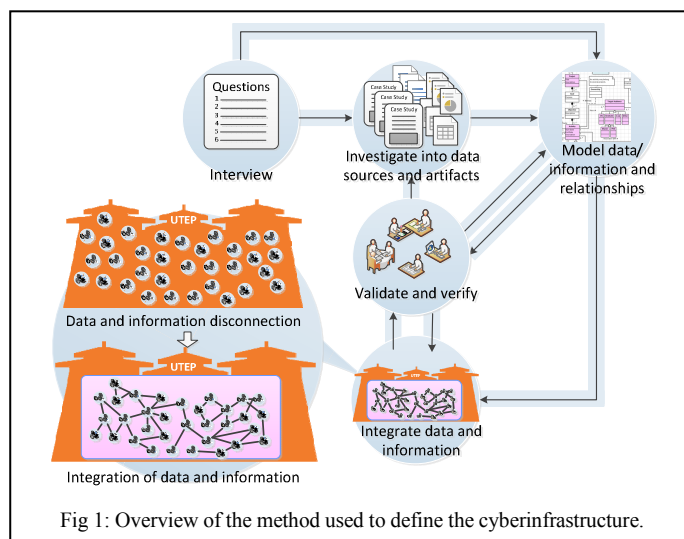 Questions
1
2
3
4
5
6
Interview
Case Study
Case Study
Case Study
Investigate into data
sources and artifacts
Model data/
information and
relationships
UTEP
Data and information disconnection
Validate and verify
UTEP
Integration of data and information
UTEP
Integrate data and
information
Fig 1: Overview of the method used to define the cyberinfrastructure.